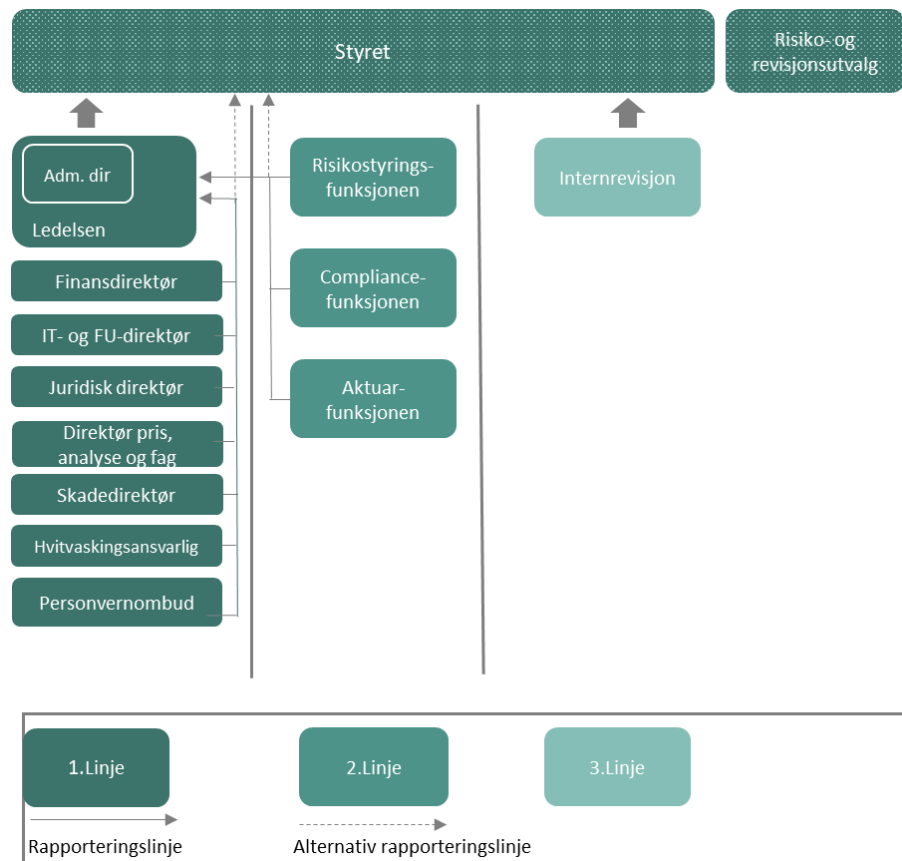 Styret
Risiko- og
revisjonsutvalg
Adm. dir
Ledelsen
Finansdirektør
IT- og FU-direktør
Juridisk direktør
Direktør pris,
analyse og fag
Skadedirektør
Hvitvaskingsansvarlig
Personvernombud
Risikostyrings-
funksjonen
Compliance-
funksjonen
Aktuar-
funksjonen
Internrevisjon
1.Linje
2.Linje
3.Linje
Rapporteringslinje
Alternativ rapporteringslinje